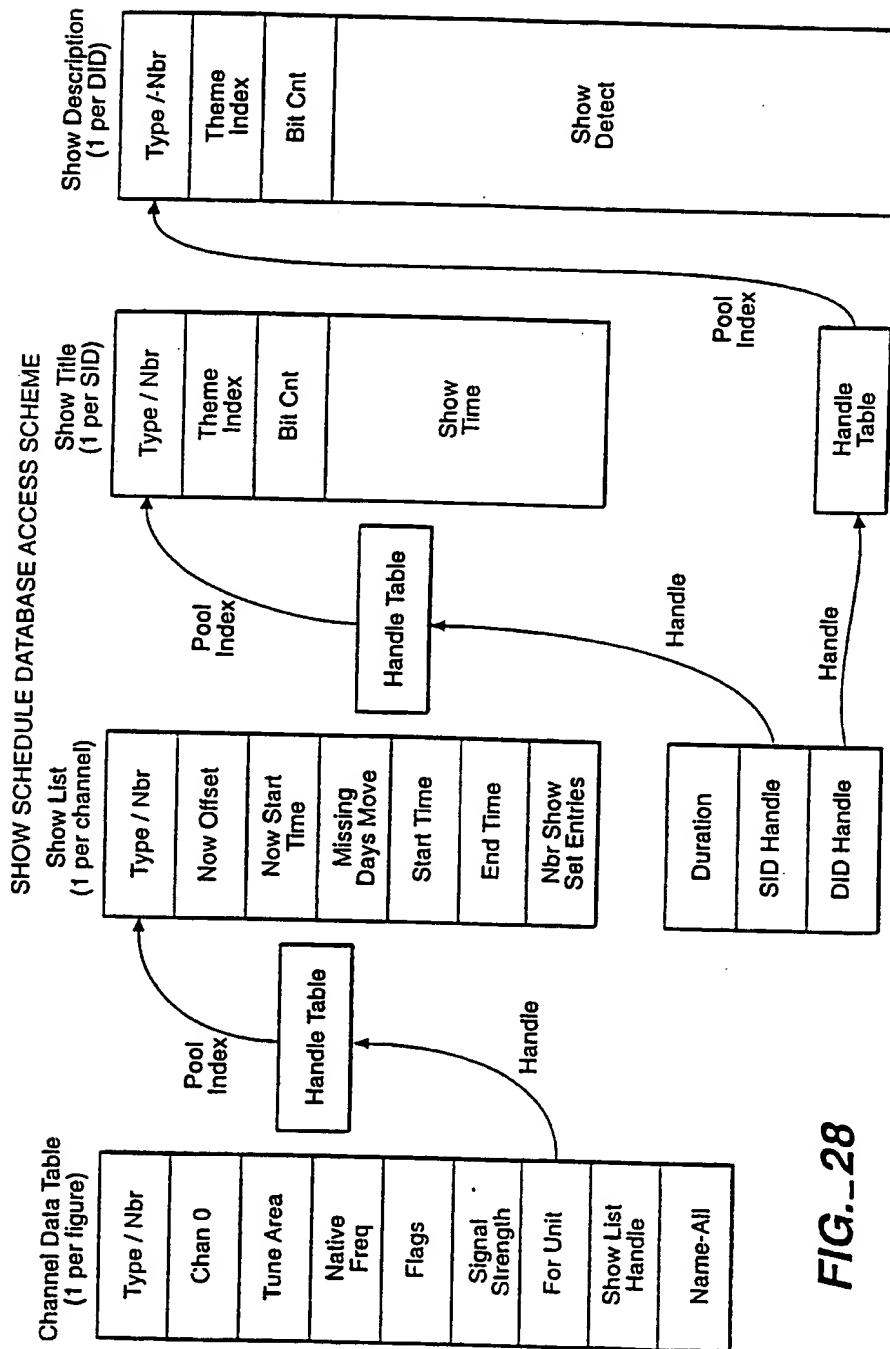 SHOW SCHEDULE DATABASE ACCESS SCHEME
Channel Data Table
(1 per figure)
Type / Nbr
Chan 0
Tune Area
Native
Freq
Flags
Signal
Strength
For Unit
Show List
Handle
Name-All
Handle
Handle Table
Pool
Index
Show List
(1 per channel)
Type / Nbr
Now Offset
Now Start
Time
Missing
Days Move
Start Time
End Time
Nbr Show
Set Entries
Duration
SID Handle
DID Handle
Handle
Handle Table
Pool
Index
Show Title
(1 per SID)
Type / Nbr
Theme
Index
Bit Cnt
Show
Time
Handle
Handle
Table
Pool
Index
Show Description
(1 per DID)
Type /-Nbr
Theme
Index
Bit Cnt
Show
Detect
FIG._28